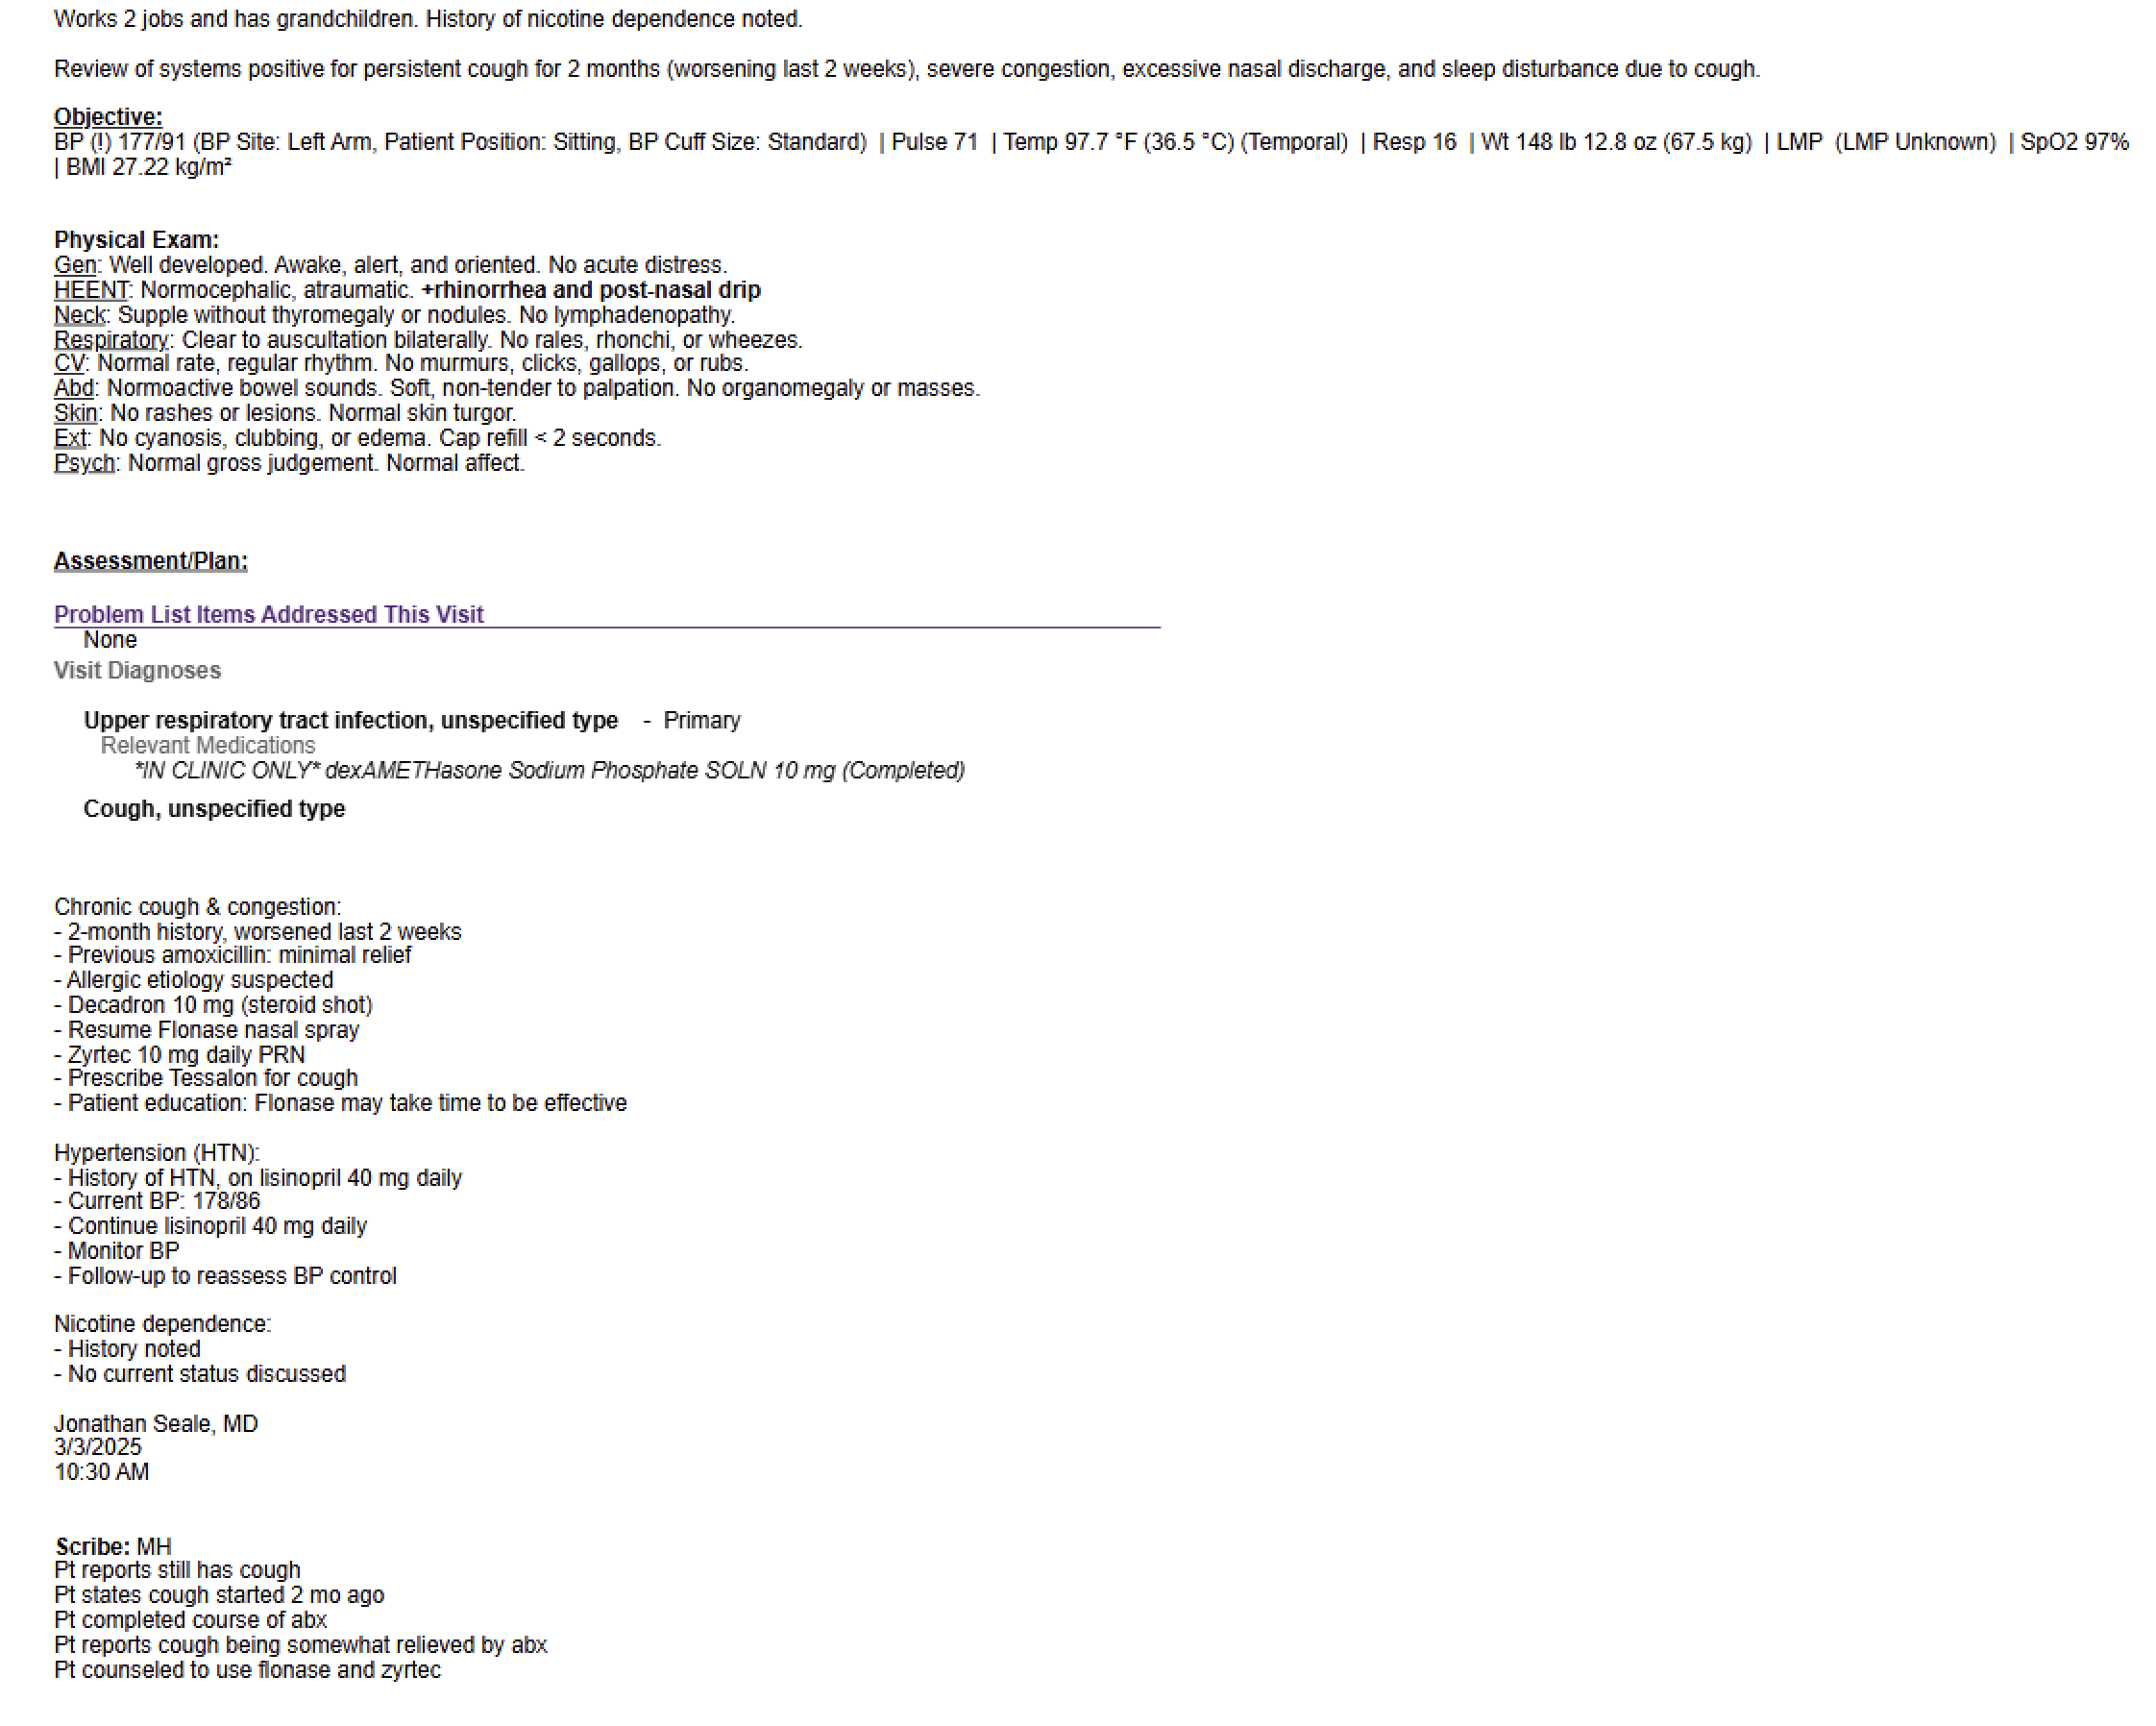 Works 2 jobs and has grandchildren. History of nicotine dependence noted.
Review of systems positive for persistent cough for 2 months (worsening last 2 weeks), severe congestion, excessive nasal discharge, and sleep disturbance due to cough.
Objective:
BP (!) 177/91 (BP Site: Left Arm, Patient Position: Sitting, BP Cuff Size: Standard) | Pulse 71 | Temp 97.7 °F (36.5 °C) (Temporal) | Resp 16 | Wt 148 lb 12.8 oz (67.5 kg) | LMP (LMP Unknown) | SpO2 97%
| BMI 27.22 kg/m²
Physical Exam:
Gen: Well developed. Awake, alert, and oriented. No acute distress.
HEENT: Normocephalic, atraumatic. +rhinorrhea and post-nasal drip
Neck: Supple without thyromegaly or nodules. No lymphadenopathy.
Respiratory: Clear to auscultation bilaterally. No rales, rhonchi, or wheezes.
CV: Normal rate, regular rhythm. No murmurs, clicks, gallops, or rubs.
Abd: Normoactive bowel sounds. Soft, non-tender to palpation. No organomegaly or masses.
Skin: No rashes or lesions. Normal skin turgor.
Ext: No cyanosis, clubbing, or edema. Cap refill < 2 seconds.
Psych: Normal gross judgement. Normal affect.
Assessment/Plan:
Problem List Items Addressed This Visit
None
Visit Diagnoses
Upper respiratory tract infection, unspecified type - Primary
Relevant Medications
*IN CLINIC ONLY* dexAMETHasone Sodium Phosphate SOLN 10 mg (Completed)
Cough, unspecified type
Chronic cough & congestion:
- 2-month history, worsened last 2 weeks
- Previous amoxicillin: minimal relief
- Allergic etiology suspected
- Decadron 10 mg (steroid shot)
- Resume Flonase nasal spray
- Zyrtec 10 mg daily PRN
- Prescribe Tessalon for cough
- Patient education: Flonase may take time to be effective
Hypertension (HTN):
- History of HTN, on lisinopril 40 mg daily
- Current BP: 178/86
- Continue lisinopril 40 mg daily
- Monitor BP
- Follow-up to reassess BP control
Nicotine dependence:
- History noted
- No current status discussed
Jonathan Seale, MD
3/3/2025
10:30 AM
Scribe: MH
Pt reports still has cough
Pt states cough started 2 mo ago
Pt completed course of abx
Pt reports cough being somewhat relieved by abx
Pt counseled to use flonase and zyrtec